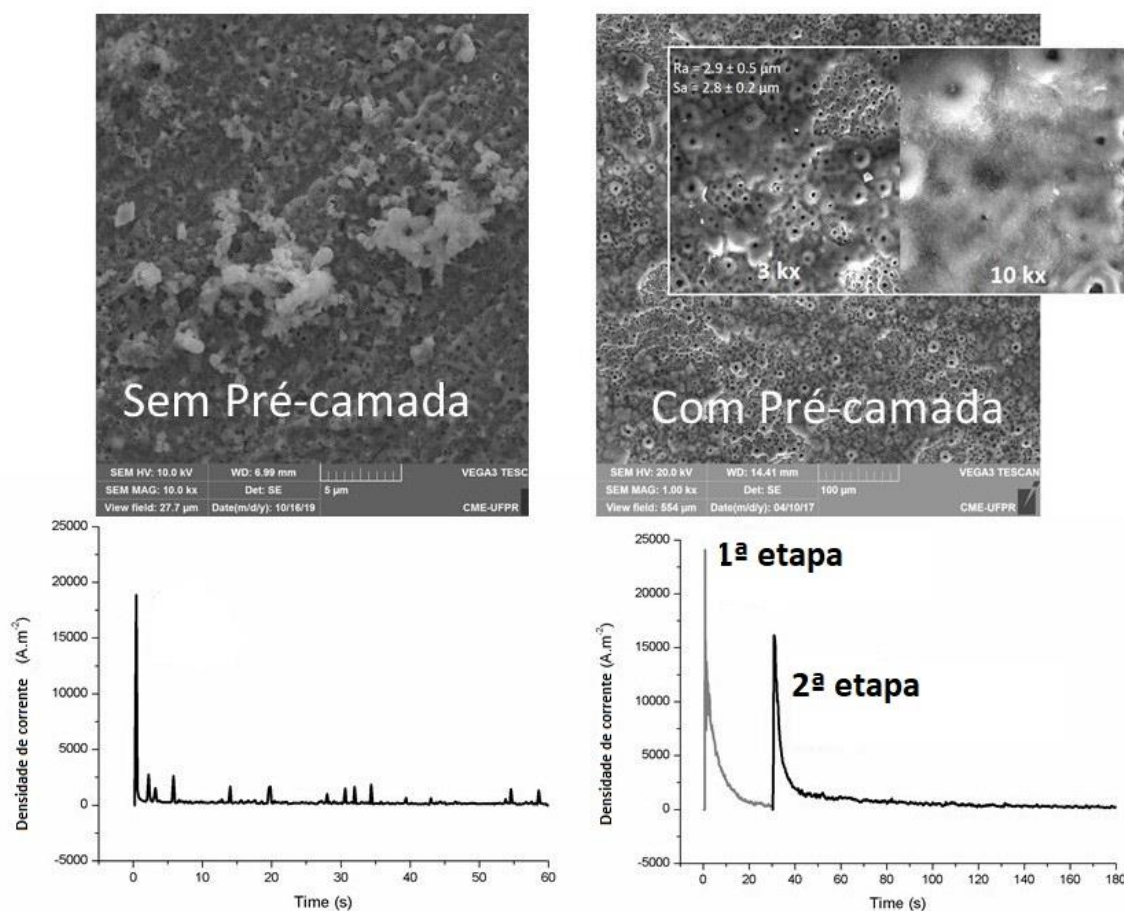 Sem Pré-camada
SEM HV: 10.0 kV
WD: 6.99 mm
VEGA3 TESC
SEM MAG: 10.0 kx
Det: SE
5 µm
View field: 27.7 µm
Date(m/d/y): 10/16/19
CME-UFPR
Ra = 2.9 ± 0.5 µm
Sa = 2.8 ± 0.2 µm
3 kx
10 kx
Com Pré-camada
SEM HV: 20.0 kV
WD: 14.41 mm
VEGA3 TESCAN
SEM MAG: 1.00 kx
Det: SE
100 µm
View field: 554 µm
Date(m/d/y): 04/10/17
CME-UFPR
Densidade de corrente (A.m⁻²)
25000
20000
15000
10000
5000
0
-5000
0
10
20
30
40
50
60
Time (s)
Densidade de corrente (A.m⁻²)
25000
20000
15000
10000
5000
0
-5000
1ª etapa
2ª etapa
0
20
40
60
80
100
120
140
160
180
Time (s)